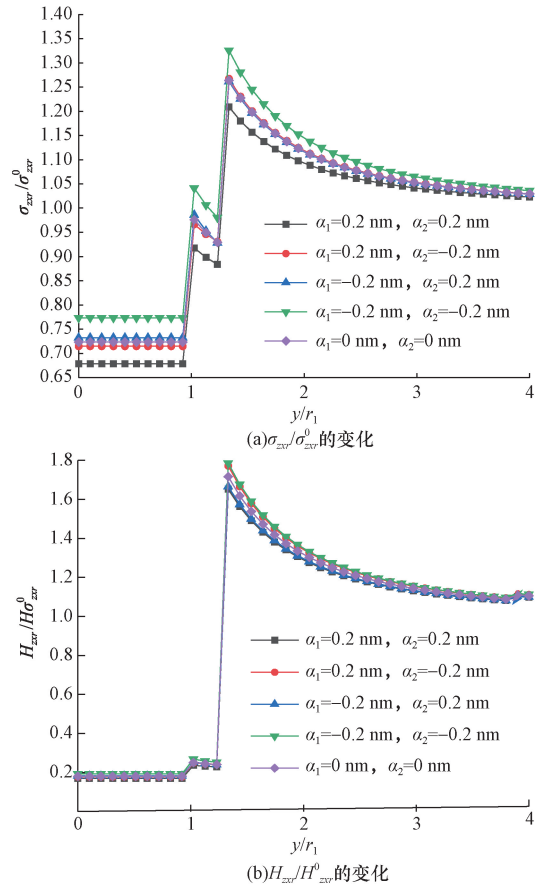 1.40
1.35
1.30
1.25
1.20
1.15
1.10
1.05
1.00
0.95
0.90
0.85
0.80
0.75
0.70
0.65
σzxr/σ⁰zxr
α₁=0.2 nm，α₂=0.2 nm
α₁=0.2 nm，α₂=−0.2 nm
α₁=−0.2 nm，α₂=0.2 nm
α₁=−0.2 nm，α₂=−0.2 nm
α₁=0 nm，α₂=0 nm
0 1 2 3 4
y/r₁
(a)σzxr/σ⁰zxr的变化
1.8
1.6
1.4
1.2
1.0
0.8
0.6
0.4
0.2
Hzxr/Hσ⁰zxr
α₁=0.2 nm，α₂=0.2 nm
α₁=0.2 nm，α₂=−0.2 nm
α₁=−0.2 nm，α₂=0.2 nm
α₁=−0.2 nm，α₂=−0.2 nm
α₁=0 nm，α₂=0 nm
0 1 2 3 4
y/r₁
(b)Hzxr/H⁰zxr的变化